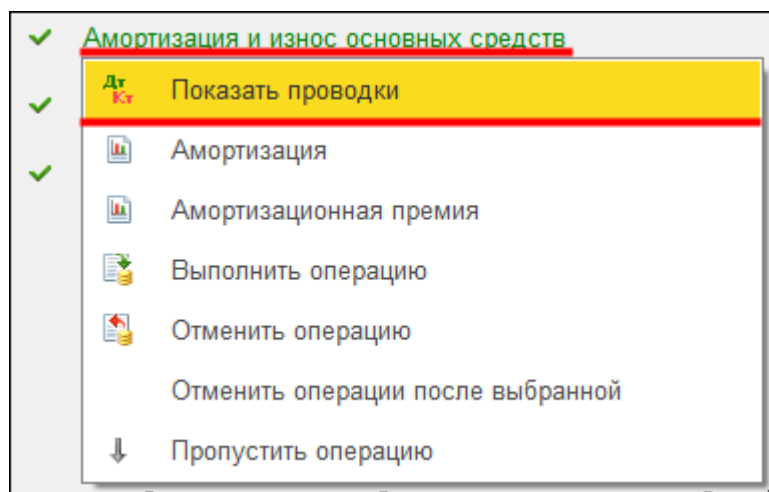 Амортизация и износ основных средств
Дт
Кт
Показать проводки
Амортизация
Амортизационная премия
Выполнить операцию
Отменить операцию
Отменить операции после выбранной
Пропустить операцию